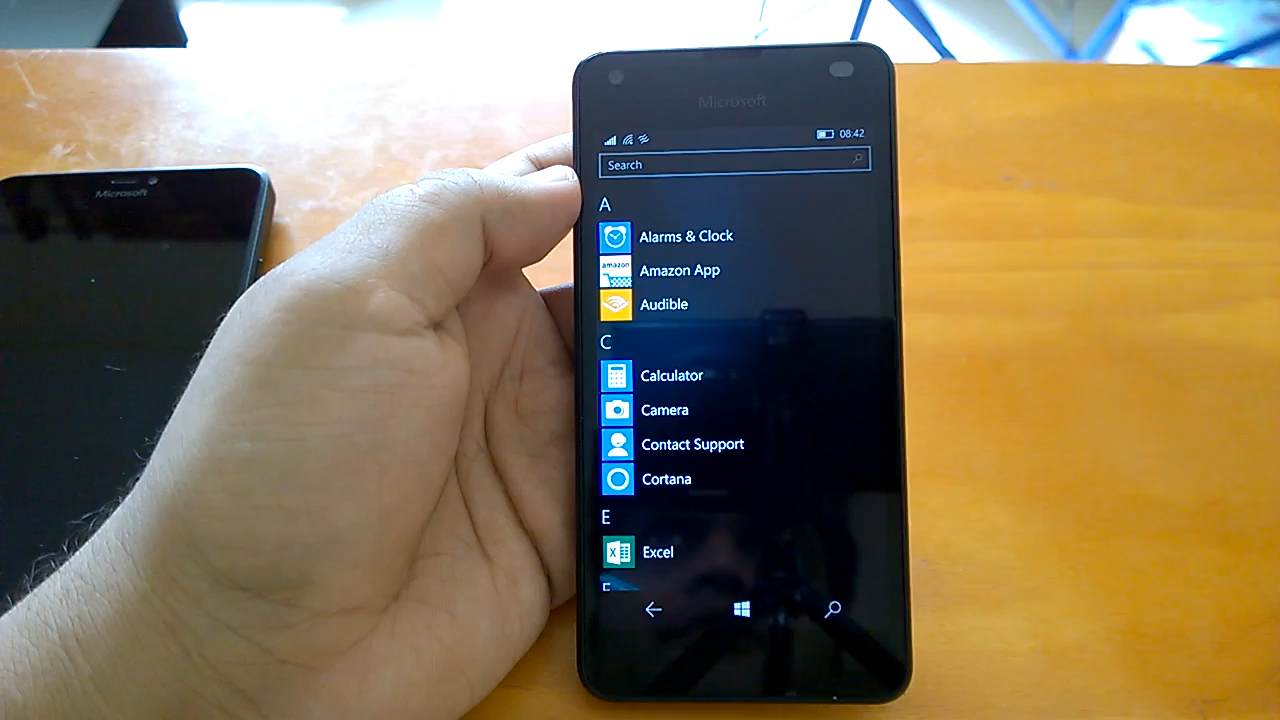 Microsoft
Microsoft
08:42
Search
A
Alarms & Clock
amazon
Amazon App
Audible
C
Calculator
Camera
Contact Support
Cortana
E
X
Excel